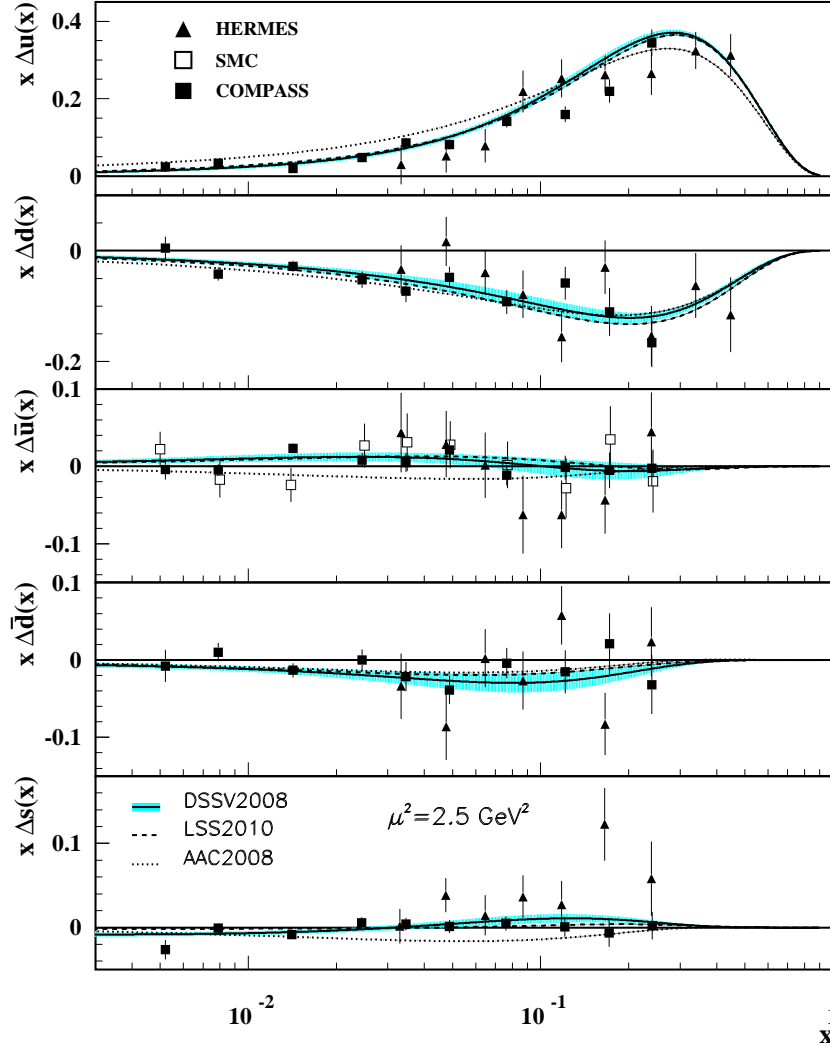 x Δu(x)
0.4
0.2
0
HERMES
SMC
COMPASS
x Δd(x)
0
-0.2
x Δū(x)
0.1
0
-0.1
x Δd̄(x)
0.1
0
-0.1
x Δs(x)
0.1
0
DSSV2008
LSS2010
AAC2008
μ²=2.5 GeV²
10⁻²
10⁻¹
x